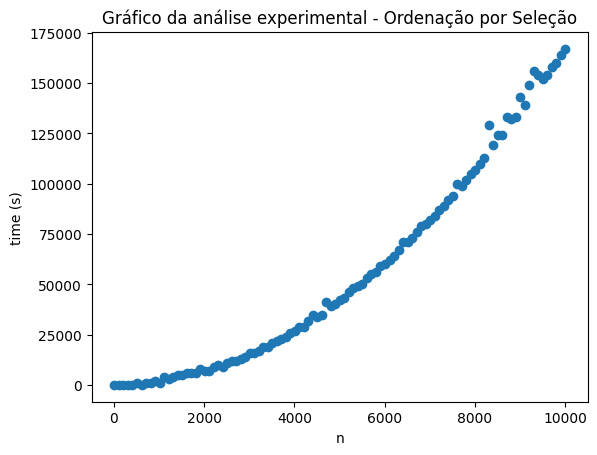 Gráfico da análise experimental - Ordenação por Seleção
175000
150000
125000
100000
75000
50000
25000
0
time (s)
0 2000 4000 6000 8000 10000
n